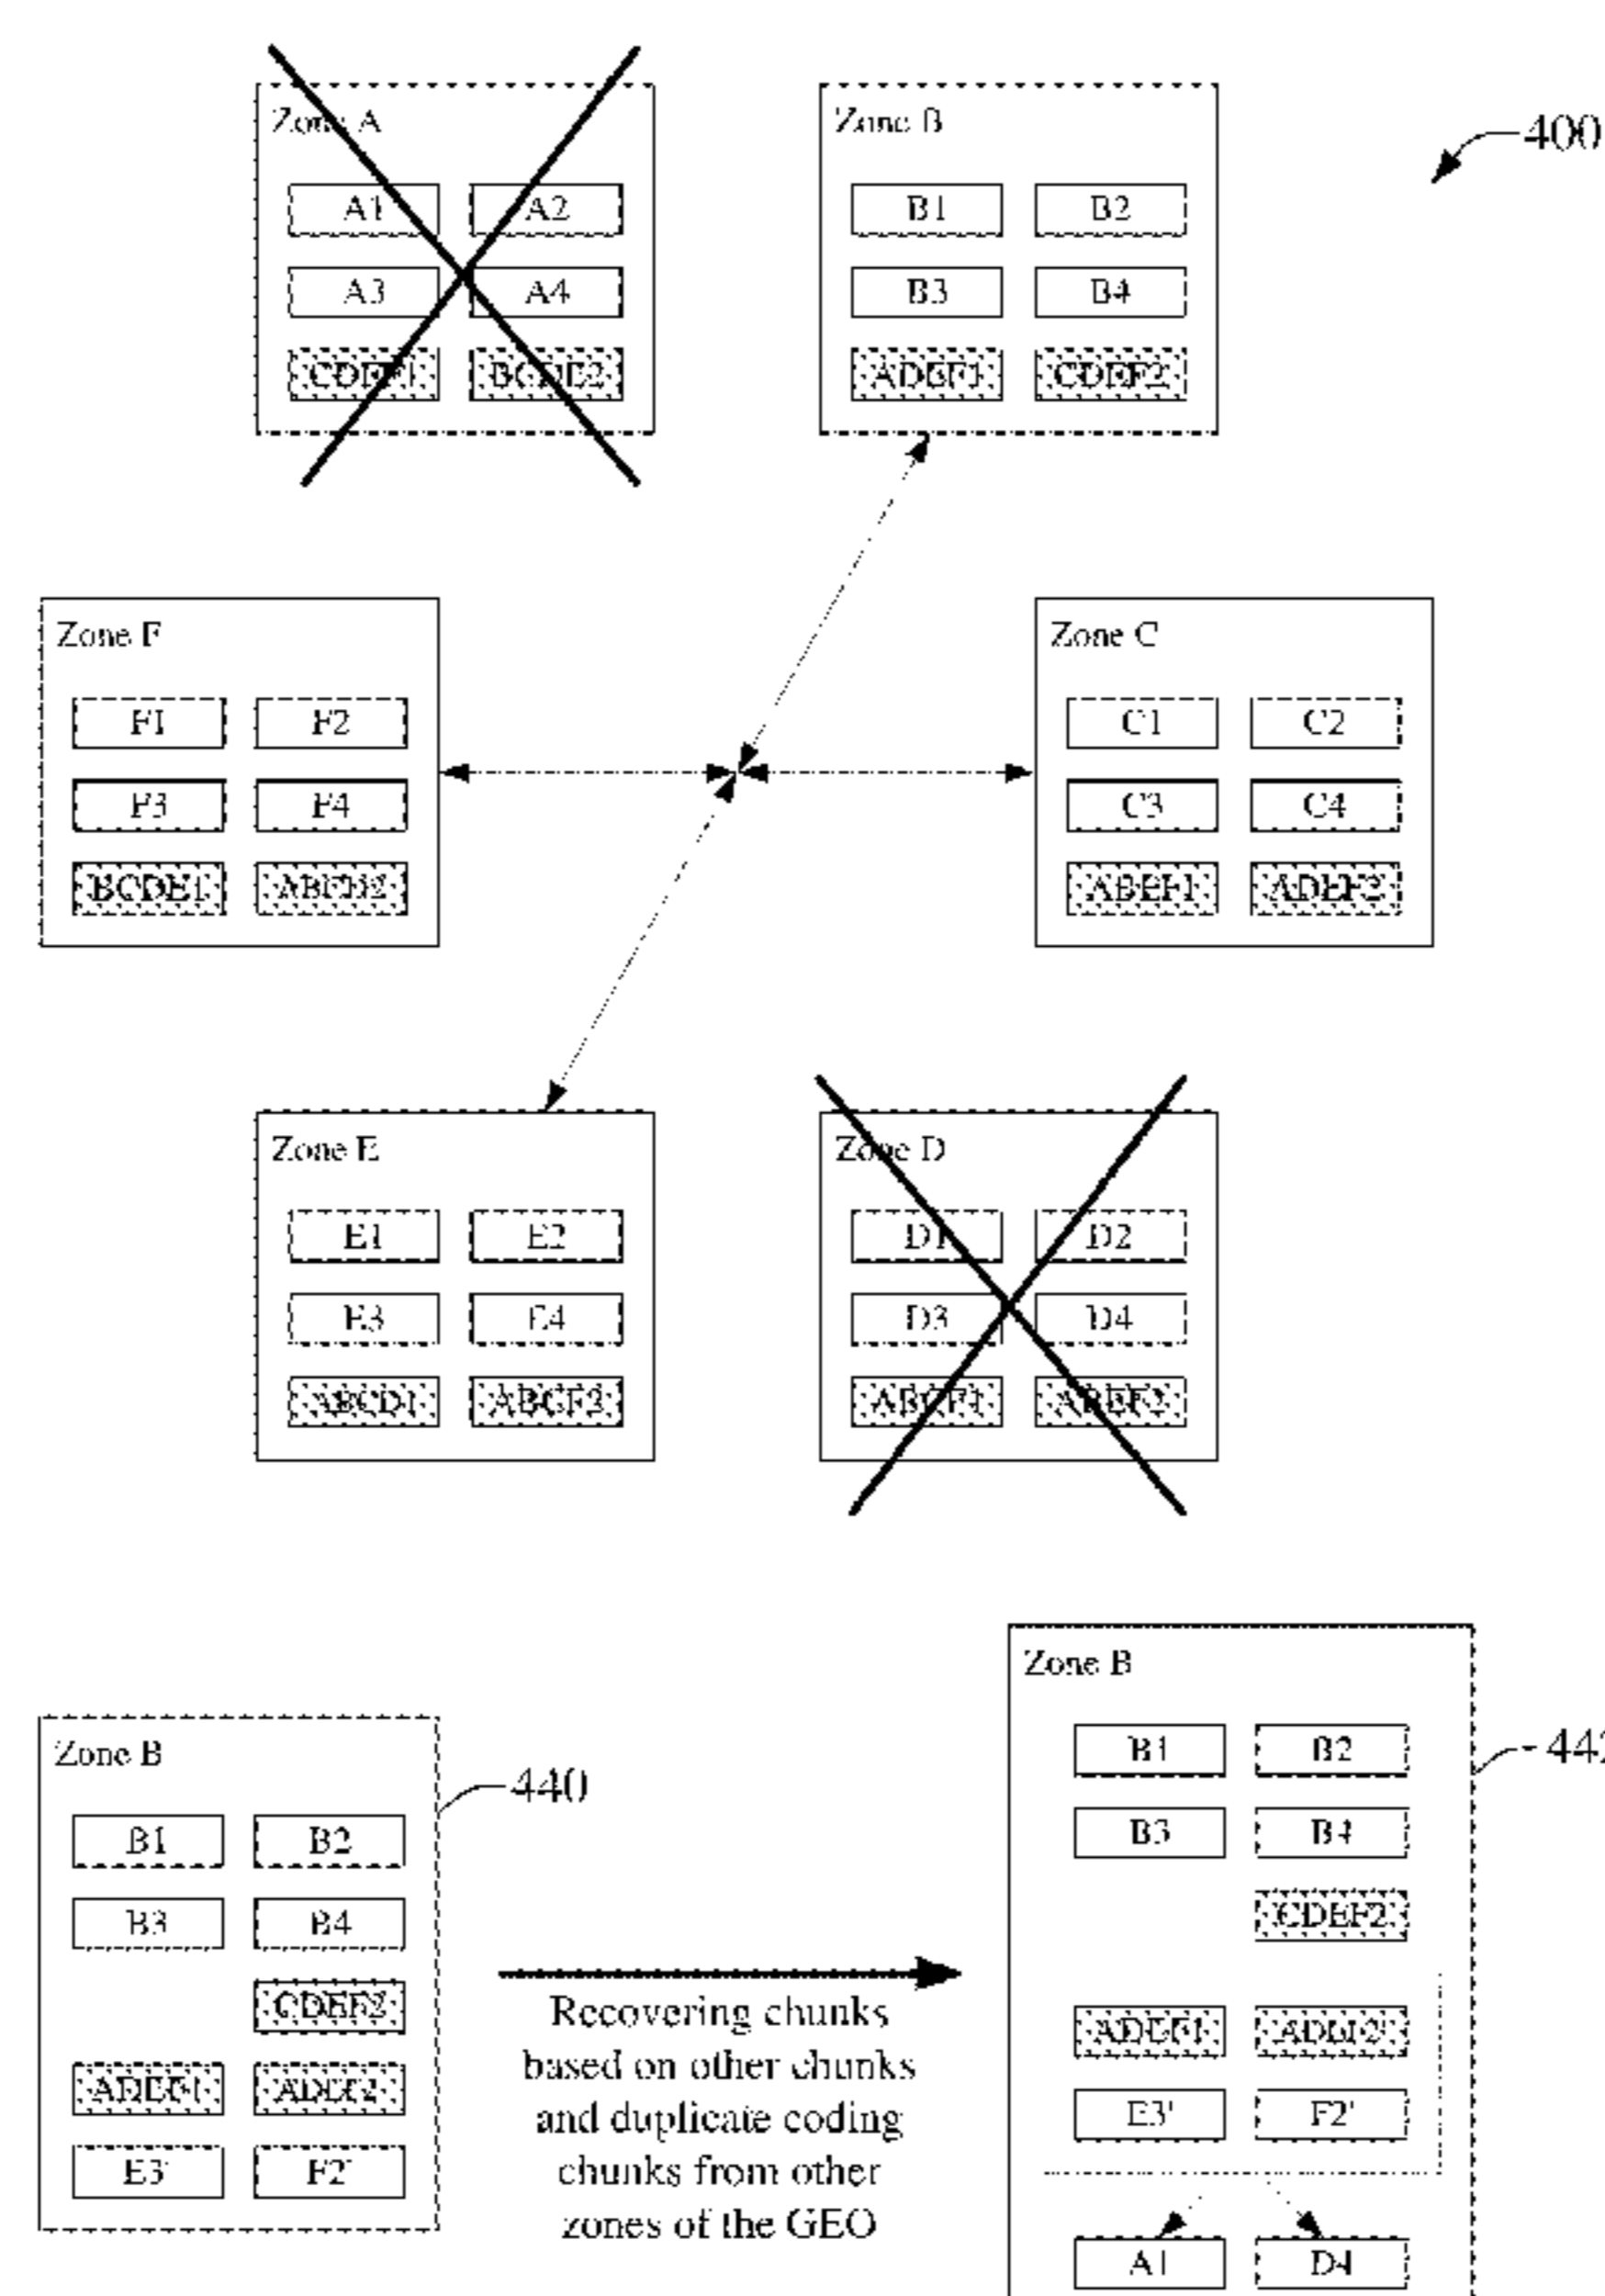 400
Zone A
A1 A2
A3 A4
CDEF1
Zone B
B1 B2
B3 B4
ADEF1 CDEF2
Zone F
F1 F2
F3 F4
BCDE1
Zone C
C1 C2
C3 C4
ABEF1 ADEF2
Zone E
E1 E2
E3 E4
ABCD1 ABCF2
Zone D
D1 D2
D3 D4
ABCF1 ABEF2
Zone B
440
B1 B2
B3 B4
CDEF2
ADEF1 ADEF2
E3' F2'
Recovering chunks
based on other chunks
and duplicate coding
chunks from other
zones of the GEO
Zone B
B1 B2
B3 B4
CDEF2
ADEF1 ADEF2
E3' F2'
A1 D4